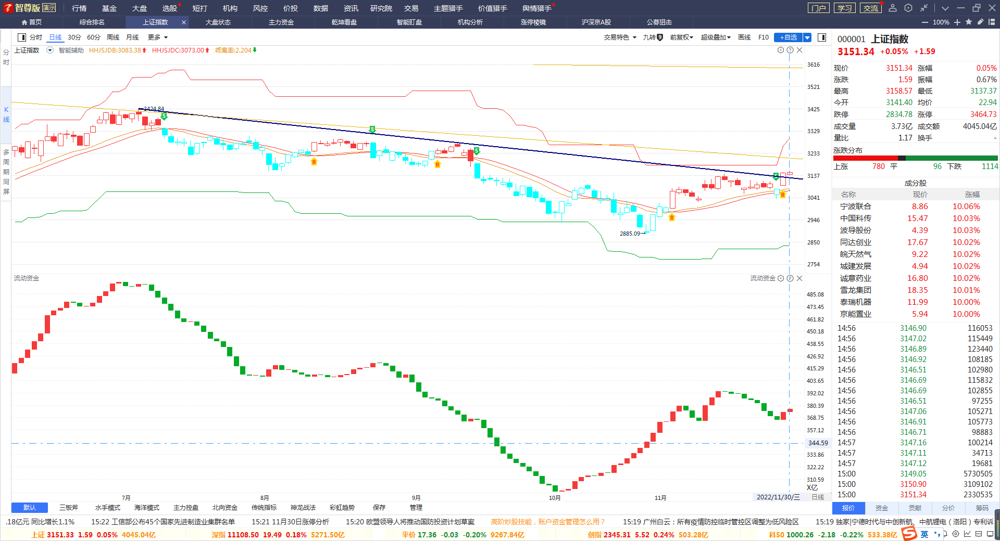 智尊版 演示 行情 基金 大盘 选股 短打 机构 风控 价投 数据 资讯 研究院 交易 主题猎手 价值猎手 舆情猎手 门户 学习 交流
首页 综合排名 上证指数 × 大盘状态 主力资金 乾坤看盘 智能盯盘 机构分析 涨停棱镜 沪深京A股 公募狙击 100%
分时 日线 30分 60分 周线 月线 更多 交易特色 九转 9 前复权 超级叠加 画线 F10 +自选
上证指数 智能辅助 HHJSJDB:3083.38 HHJSJDC:3073.00 乖离率:2.204
分时
K线
多周期同屏
3424.84
2885.09
S S S S
B B B B
3616
3521
3425
3329
3233
3137
3041
2946
2850
2754
流动资金 流动资金
485.08
473.45
461.82
450.18
438.55
426.92
415.29
403.65
392.02
380.39
368.75
357.12
344.59
333.86
322.22
310.59
X亿
7月 8月 9月 10月 11月 2022/11/30/三 日线
默认 三板斧 水手模式 海洋模式 主力控盘 北向资金 传统指标 神龙战法 彩虹趋势 保存 管理
000001 上证指数
3151.34 +0.05% +1.59
现价 3151.34 涨幅 0.05%
涨跌 1.59 振幅 0.67%
最高 3158.57 最低 3137.37
今开 3141.40 均价 22.94
跌停 2834.78 涨停 3464.73
成交量 3.73亿 成交额 4045.04亿
量比 1.17 换手 -
涨跌分布
上涨 780 平 96 下跌 1114
成分股
名称 现价 涨幅
宁波联合 8.86 10.06%
中国科传 15.47 10.03%
波导股份 4.39 10.03%
同达创业 17.67 10.02%
皖天然气 9.22 10.02%
城建发展 4.94 10.02%
诚意药业 16.80 10.02%
雪龙集团 18.35 10.01%
泰瑞机器 11.99 10.00%
京能置业 5.94 10.00%
14:56 3146.90 116053
14:56 3147.02 115449
14:56 3146.89 123440
14:56 3146.92 108185
14:56 3146.51 102980
14:56 3146.69 115832
14:56 3146.69 102855
14:56 3146.51 97255
14:56 3147.06 105271
14:56 3146.91 105773
14:56 3146.71 98883
14:57 3147.16 100214
14:57 3147.11 34713
14:57 3147.12 19681
15:00 3149.05 5730505
15:00 3150.90 3109102
15:00 3151.34 2330535
报价 资金 贡献 分价 筹码
.18亿元 同比增长1.1% 15:22 工信部公布45个国家先进制造业集群名单 15:21 11月30日涨停分析 15:20 欧盟领导人将推动国防投资计划草案 高阶炒股技能，账户资金管理怎么用？ 15:19 广州白云：所有疫情防控临时管控区调整为低风险区 15:19 独家|宁德时代与中创新航、中航锂电（洛阳）专利诉
上证 3151.33 1.59 0.05% 4045.04亿 深指 11108.50 19.49 0.18% 5271.50亿 平价 17.36 -0.03 -0.20% 9267.84亿 创指 2345.31 5.52 0.24% 503.28亿 科50 1000.26 -2.18 -0.22% 533.38亿 英